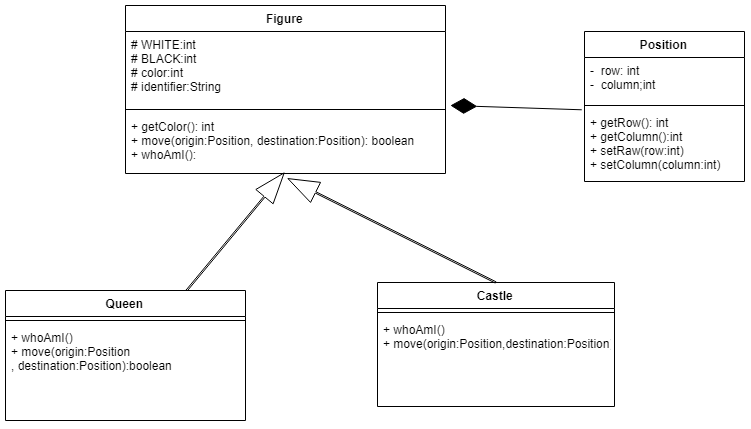 Figure
# WHITE:int
# BLACK:int
# color:int
# identifier:String
+ getColor(): int
+ move(origin:Position, destination:Position): boolean
+ whoAmI():
Position
- row: int
- column;int
+ getRow(): int
+ getColumn():int
+ setRaw(row:int)
+ setColumn(column:int)
Queen
+ whoAmI()
+ move(origin:Position
, destination:Position):boolean
Castle
+ whoAmI()
+ move(origin:Position,destination:Position